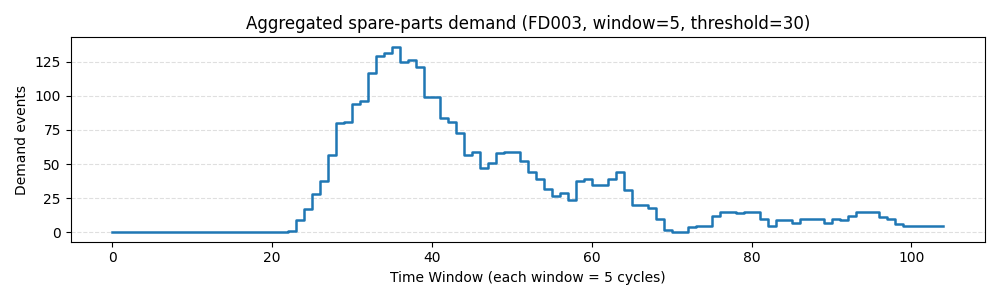 Aggregated spare-parts demand (FD003, window=5, threshold=30)
Demand events
125
100
75
50
25
0
0 20 40 60 80 100
Time Window (each window = 5 cycles)